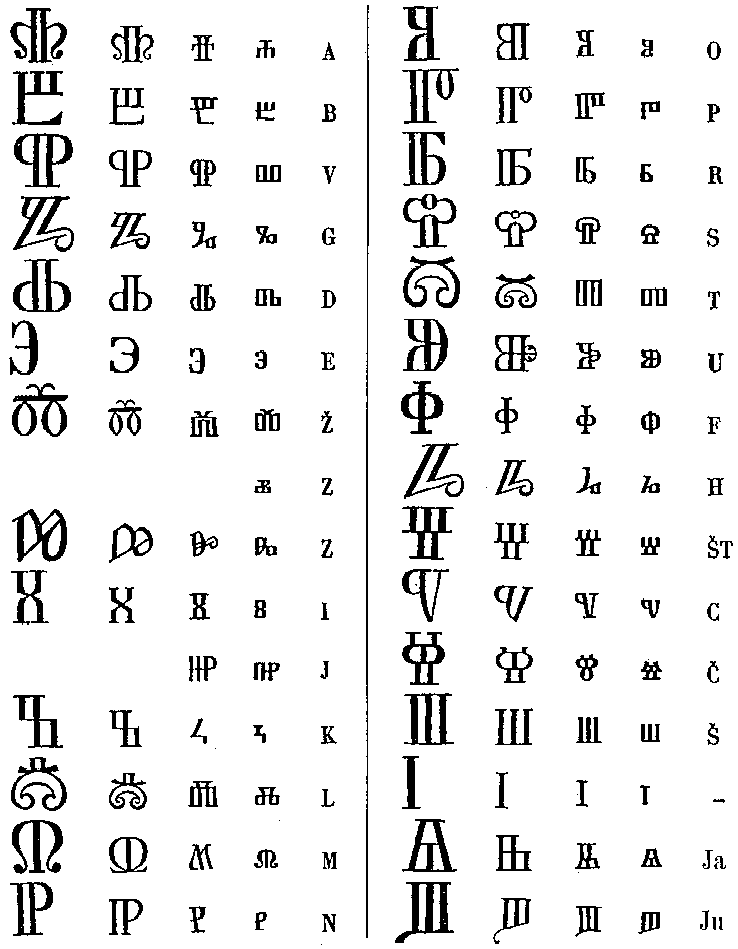 Ⰰ Ⰰ Ⰰ Ⰰ A
Ⰱ Ⰱ Ⰱ Ⰱ B
Ⰲ Ⰲ Ⰲ Ⰲ V
Ⰳ Ⰳ Ⰳ Ⰳ G
Ⰴ Ⰴ Ⰴ Ⰴ D
Ⰵ Ⰵ Ⰵ Ⰵ E
Ⰶ Ⰶ Ⰶ Ⰶ Ž
Ⰷ Z
Ⰸ Ⰸ Ⰸ Ⰸ Z
Ⰻ Ⰻ Ⰻ Ⰻ I
Ⰼ Ⰼ J
Ⰽ Ⰽ Ⰽ Ⰽ K
Ⰾ Ⰾ Ⰾ Ⰾ L
Ⱞ Ⱞ Ⱞ Ⱞ M
Ⱀ Ⱀ Ⱀ Ⱀ N
Ⱁ Ⱁ Ⱁ Ⱁ O
Ⱂ Ⱂ Ⱂ Ⱂ P
Ⱃ Ⱃ Ⱃ Ⱃ R
Ⱄ Ⱄ Ⱄ Ⱄ S
Ⱅ Ⱅ Ⱅ Ⱅ T
Ⱆ Ⱆ Ⱆ Ⱆ U
Ⱇ Ⱇ Ⱇ Ⱇ F
Ⱈ Ⱈ Ⱈ Ⱈ H
Ⱋ Ⱋ Ⱋ Ⱋ ŠT
Ⱌ Ⱌ Ⱌ Ⱌ C
Ⱍ Ⱍ Ⱍ Ⱍ Č
Ⱎ Ⱎ Ⱎ Ⱎ Š
Ⱜ Ⱜ Ⱜ Ⱜ –
Ⱑ Ⱑ Ⱑ Ⱑ Ja
Ⱓ Ⱓ Ⱓ Ⱓ Ju